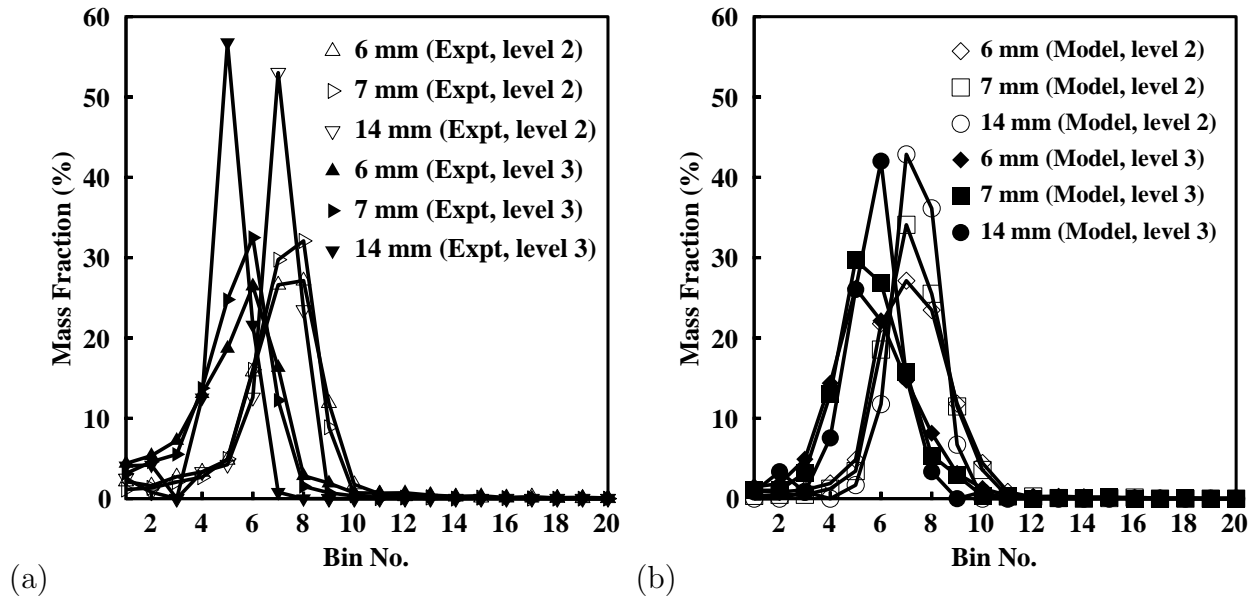 60
50
40
30
20
10
0
Mass Fraction (%)
6 mm (Expt, level 2)
7 mm (Expt, level 2)
14 mm (Expt, level 2)
6 mm (Expt, level 3)
7 mm (Expt, level 3)
14 mm (Expt, level 3)
2 4 6 8 10 12 14 16 18 20
Bin No.
(a)
60
50
40
30
20
10
0
Mass Fraction (%)
6 mm (Model, level 2)
7 mm (Model, level 2)
14 mm (Model, level 2)
6 mm (Model, level 3)
7 mm (Model, level 3)
14 mm (Model, level 3)
2 4 6 8 10 12 14 16 18 20
Bin No.
(b)